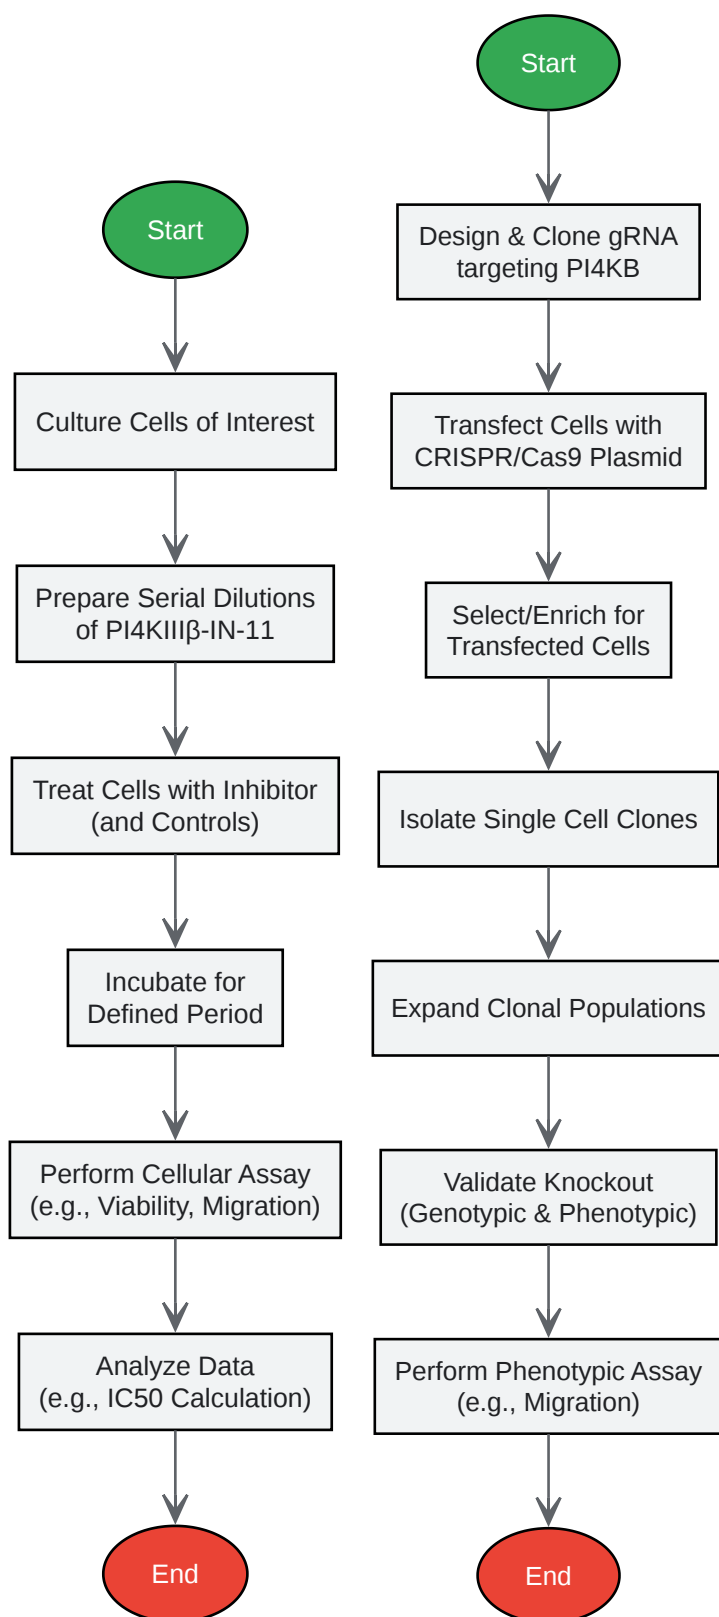 Start
Culture Cells of Interest
Prepare Serial Dilutions
of PI4KIIIβ-IN-11
Treat Cells with Inhibitor
(and Controls)
Incubate for
Defined Period
Perform Cellular Assay
(e.g., Viability, Migration)
Analyze Data
(e.g., IC50 Calculation)
End
Start
Design & Clone gRNA
targeting PI4KB
Transfect Cells with
CRISPR/Cas9 Plasmid
Select/Enrich for
Transfected Cells
Isolate Single Cell Clones
Expand Clonal Populations
Validate Knockout
(Genotypic & Phenotypic)
Perform Phenotypic Assay
(e.g., Migration)
End